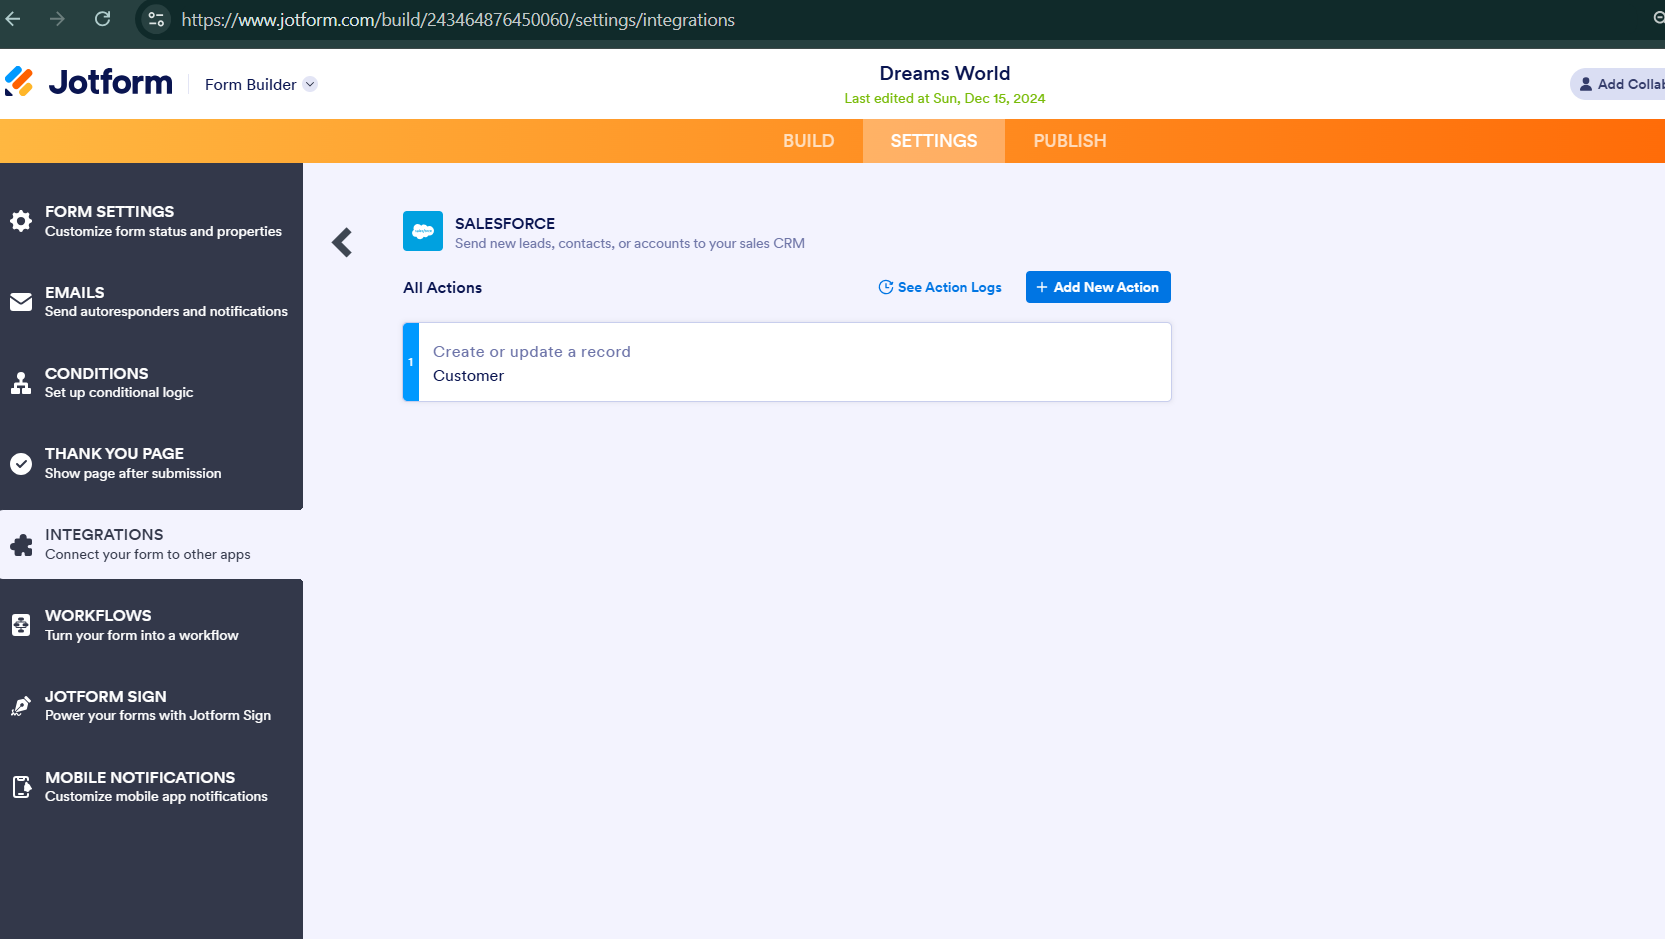 https://www.jotform.com/build/243464876450060/settings/integrations
Jotform
Form Builder
Dreams World
Last edited at Sun, Dec 15, 2024
Add Collab
BUILD
SETTINGS
PUBLISH
FORM SETTINGS
Customize form status and properties
EMAILS
Send autoresponders and notifications
CONDITIONS
Set up conditional logic
THANK YOU PAGE
Show page after submission
INTEGRATIONS
Connect your form to other apps
WORKFLOWS
Turn your form into a workflow
JOTFORM SIGN
Power your forms with Jotform Sign
MOBILE NOTIFICATIONS
Customize mobile app notifications
SALESFORCE
Send new leads, contacts, or accounts to your sales CRM
All Actions
See Action Logs
+ Add New Action
1
Create or update a record
Customer